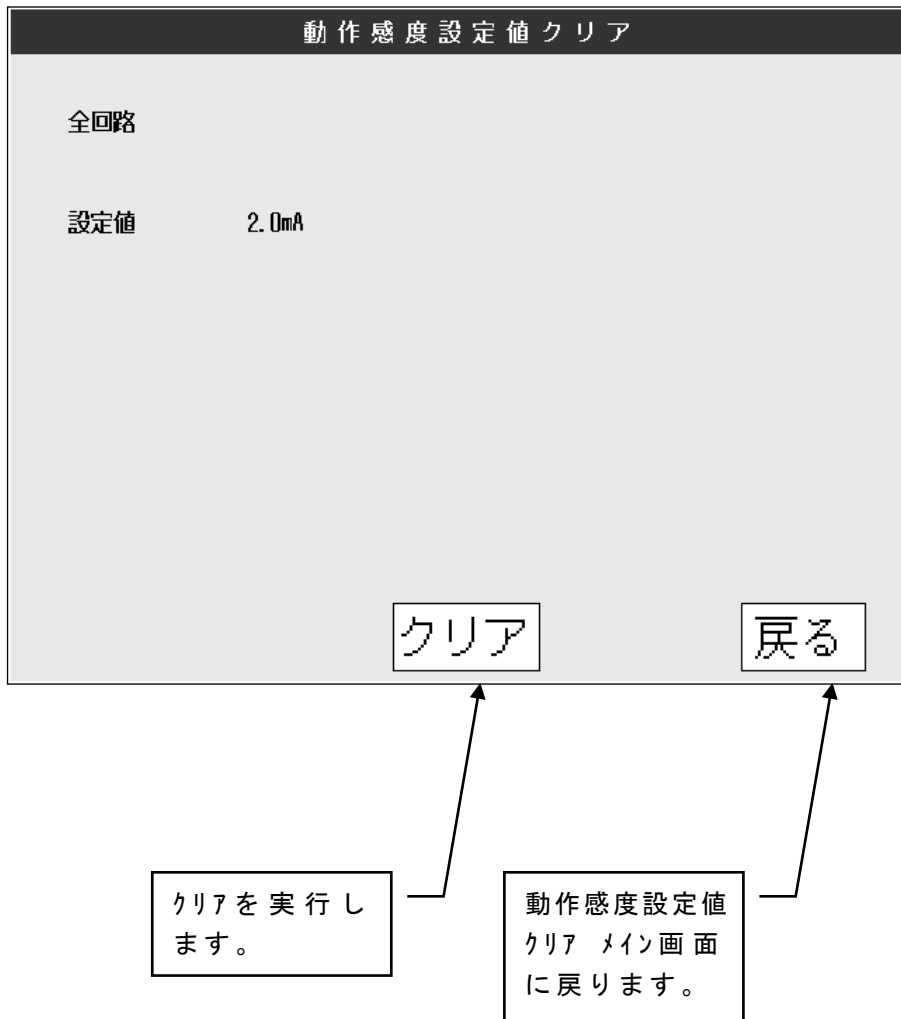 動作感度設定値クリア
全回路
設定値 2.0mA
クリア 戻る
ｸﾘｱを実行し
ます。
動作感度設定値
ｸﾘｱ ﾒｲﾝ画面
に戻ります。